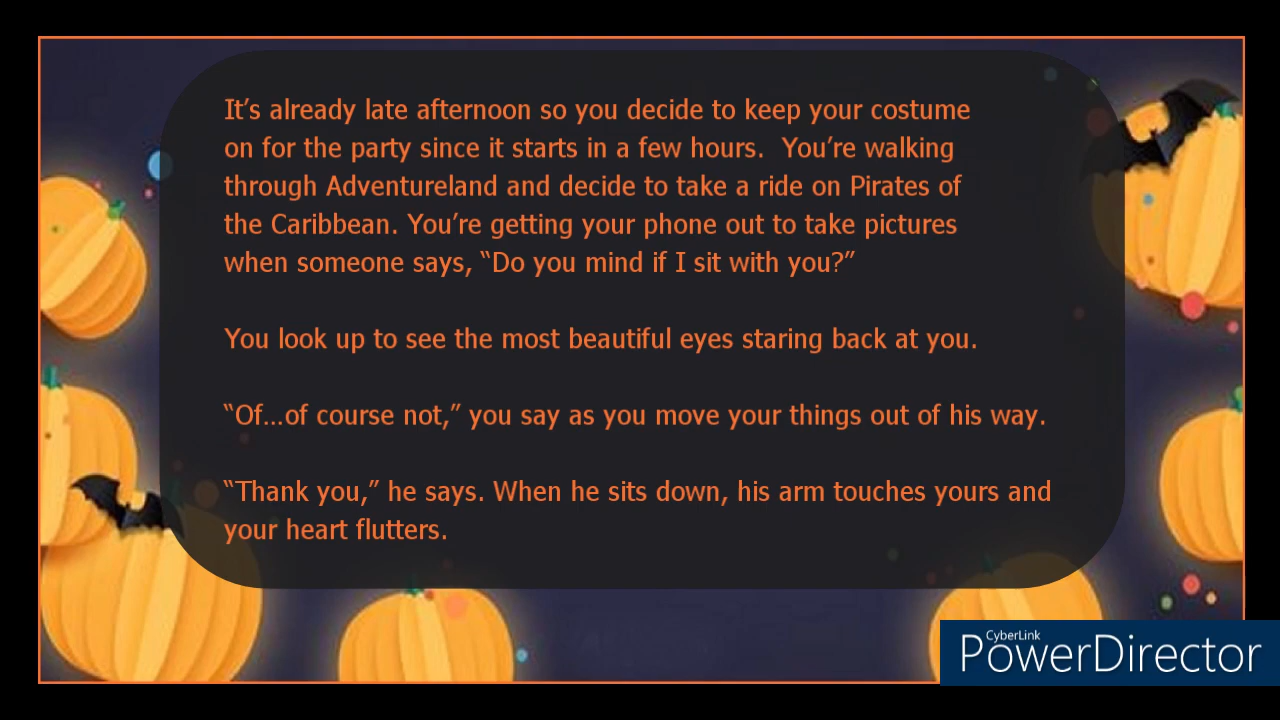 It’s already late afternoon so you decide to keep your costume
on for the party since it starts in a few hours.  You’re walking
through Adventureland and decide to take a ride on Pirates of
the Caribbean. You’re getting your phone out to take pictures
when someone says, “Do you mind if I sit with you?”
You look up to see the most beautiful eyes staring back at you.
“Of...of course not,” you say as you move your things out of his way.
“Thank you,” he says. When he sits down, his arm touches yours and
your heart flutters.
CyberLink
PowerDirector